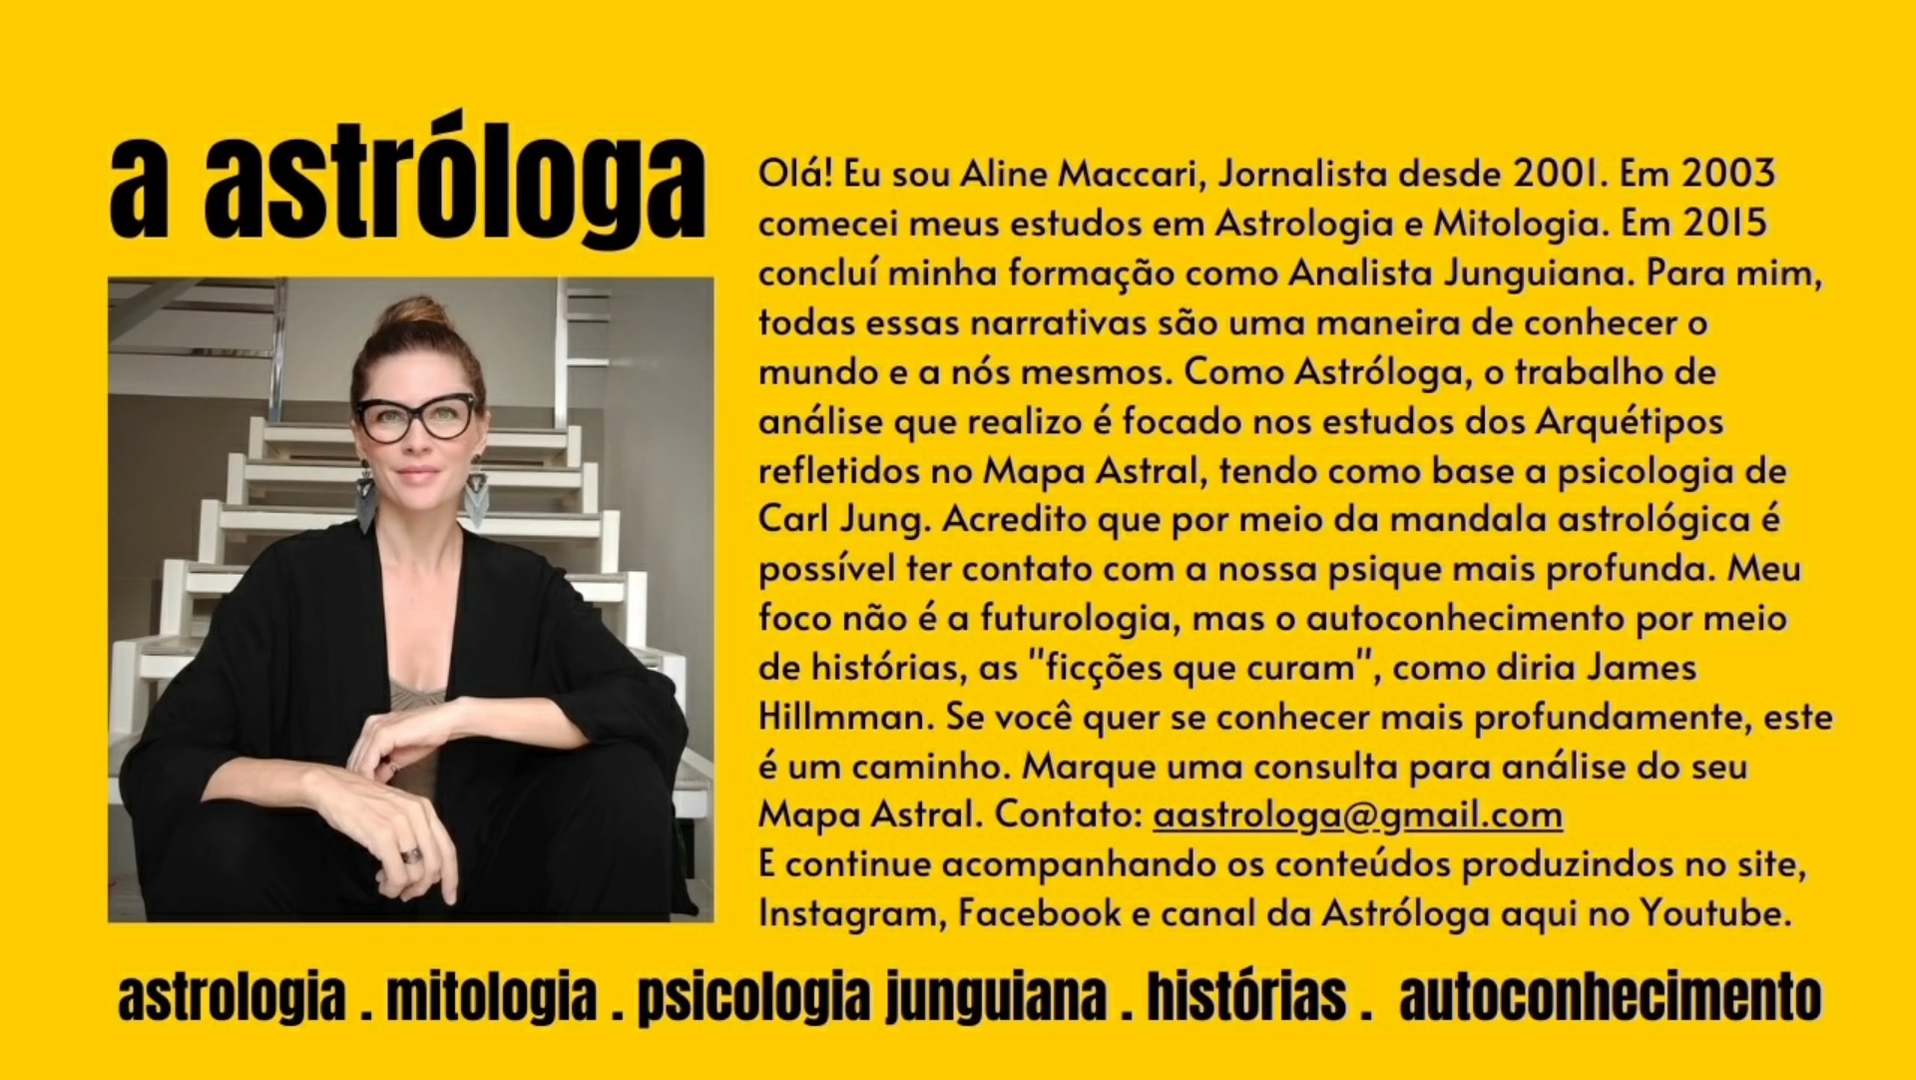 a astróloga
Olá! Eu sou Aline Maccari, Jornalista desde 2001. Em 2003
comecei meus estudos em Astrologia e Mitologia. Em 2015
concluí minha formação como Analista Junguiana. Para mim,
todas essas narrativas são uma maneira de conhecer o
mundo e a nós mesmos. Como Astróloga, o trabalho de
análise que realizo é focado nos estudos dos Arquétipos
refletidos no Mapa Astral, tendo como base a psicologia de
Carl Jung. Acredito que por meio da mandala astrológica é
possível ter contato com a nossa psique mais profunda. Meu
foco não é a futurologia, mas o autoconhecimento por meio
de histórias, as "ficções que curam", como diria James
Hillmman. Se você quer se conhecer mais profundamente, este
é um caminho. Marque uma consulta para análise do seu
Mapa Astral. Contato: aastrologa@gmail.com
E continue acompanhando os conteúdos produzindos no site,
Instagram, Facebook e canal da Astróloga aqui no Youtube.
astrologia . mitologia . psicologia junguiana . histórias . autoconhecimento